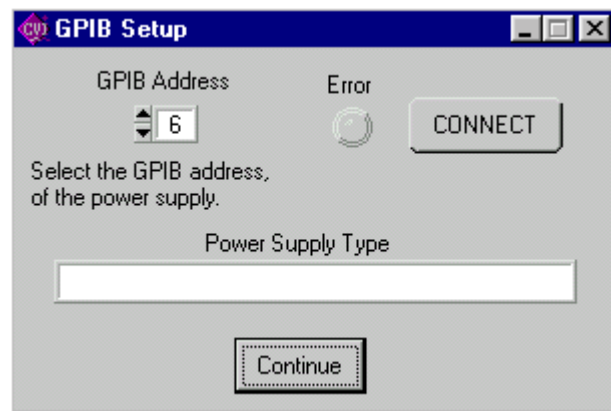 CVI GPIB Setup
GPIB Address
Error
6
CONNECT
Select the GPIB address,
of the power supply.
Power Supply Type
Continue